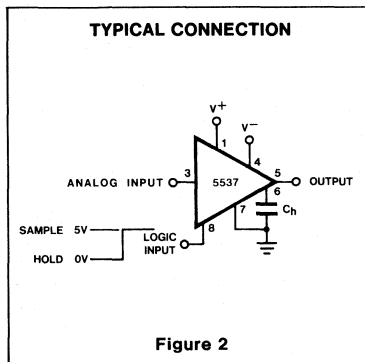 TYPICAL CONNECTION
V+
V−
1
4
3
5
ANALOG INPUT
5537
OUTPUT
6
8
7
Ch
SAMPLE 5V
LOGIC
INPUT
HOLD 0V
Figure 2